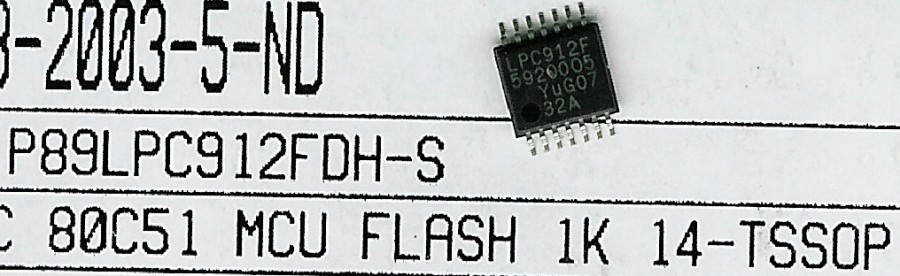 3-2003-5-ND
LPC912F
5920005
YuG07
32A
P89LPC912FDH-S
C 80C51 MCU FLASH 1K 14-TSSOP